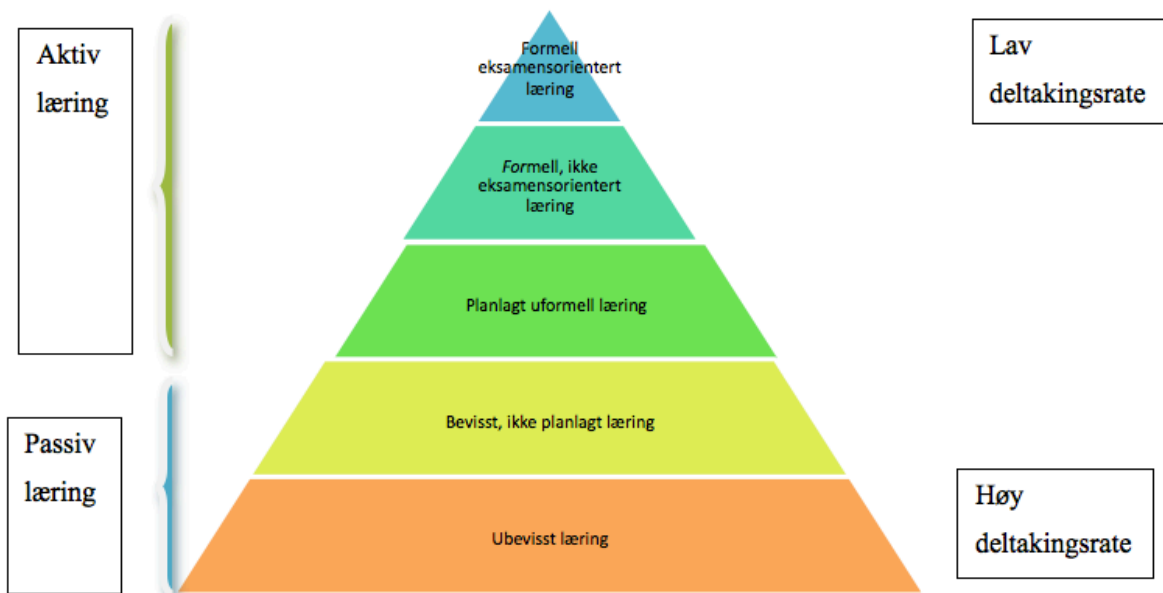 Aktiv
læring
Formell
eksamensorientert
læring
Lav
deltakingsrate
Formell, ikke
eksamensorientert
læring
Planlagt uformell læring
Bevisst, ikke planlagt læring
Passiv
læring
Høy
deltakingsrate
Ubevisst læring